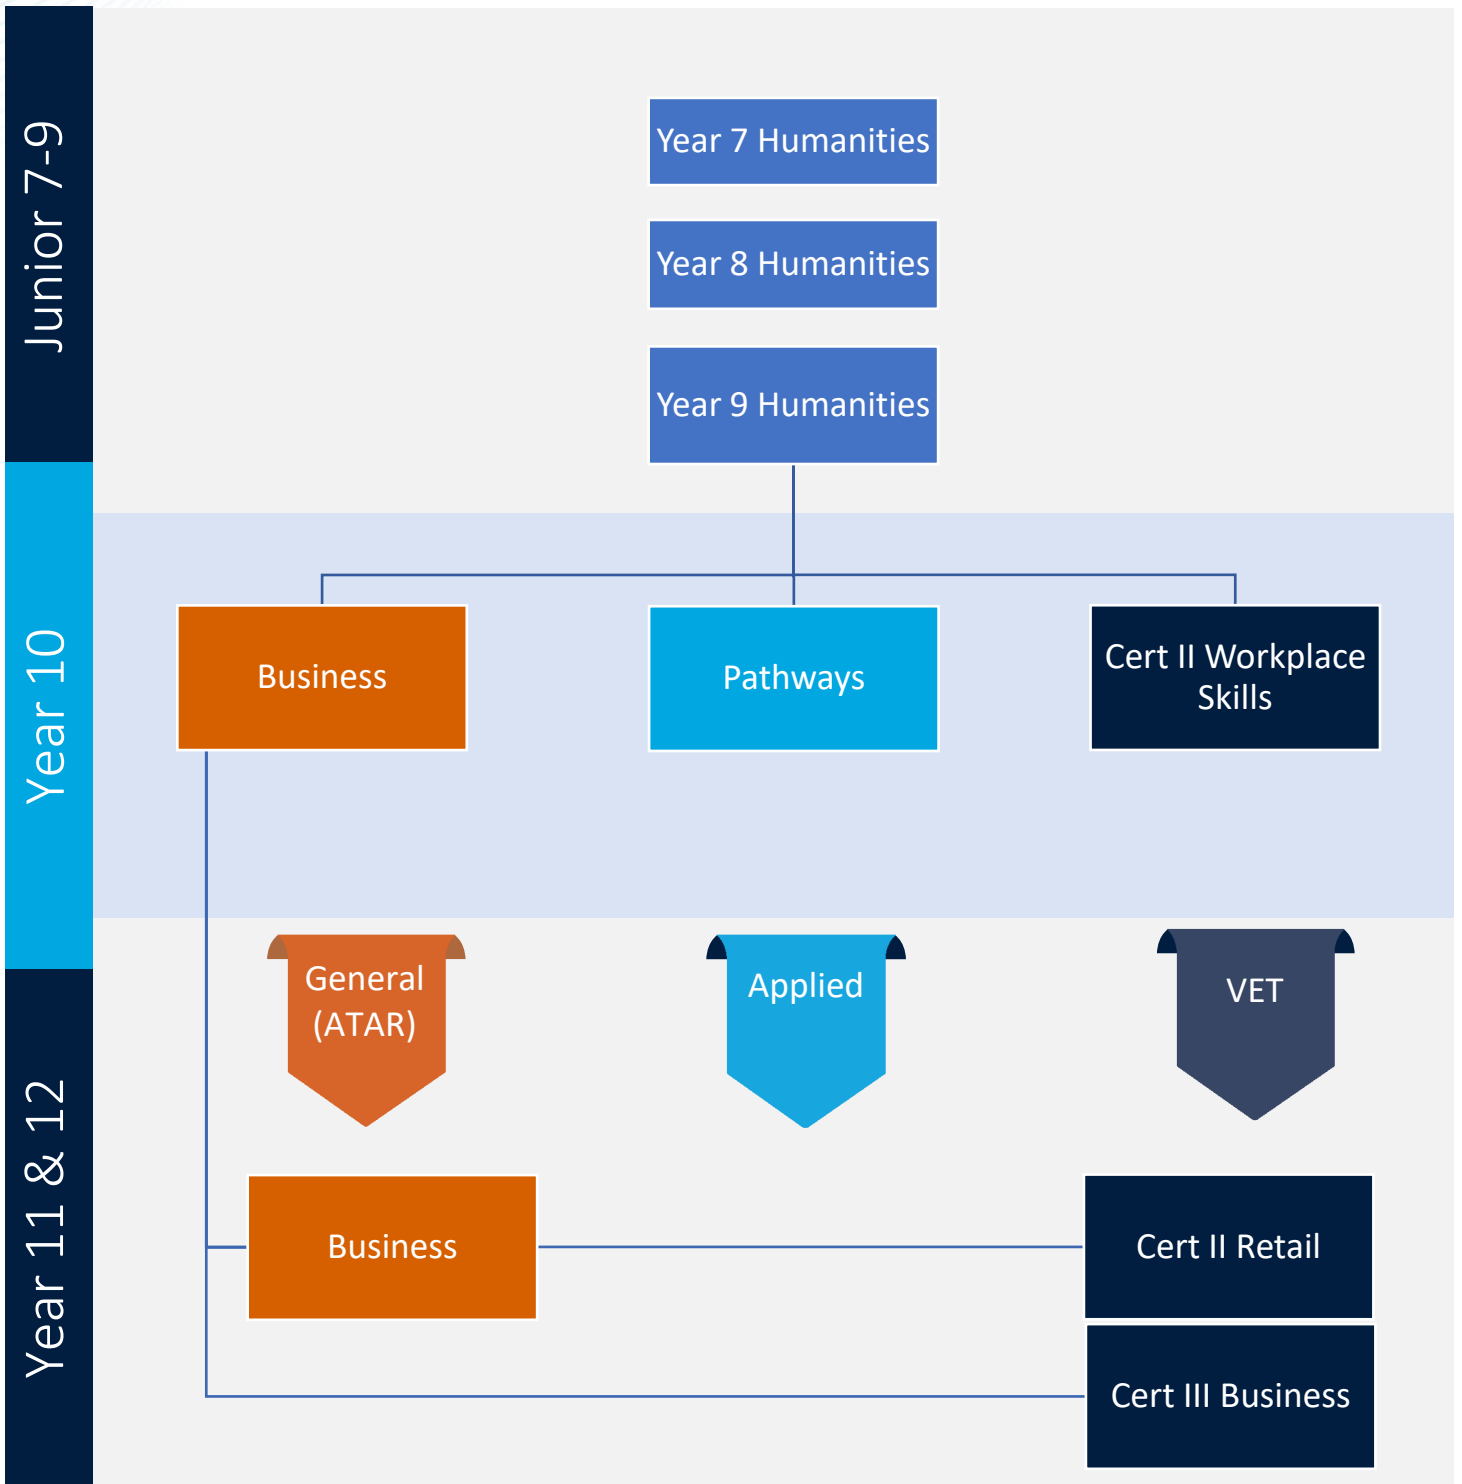 Junior 7-9
Year 7 Humanities
Year 8 Humanities
Year 9 Humanities
Year 10
Business
Pathways
Cert II Workplace
Skills
Year 11 & 12
General
(ATAR)
Applied
VET
Business
Cert II Retail
Cert III Business